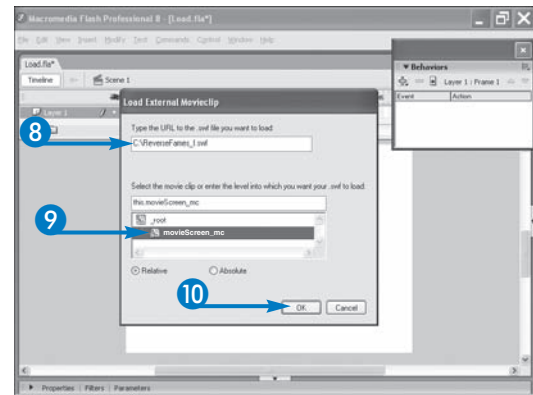 Macromedia Flash Professional 8 - [Load.fla*]
File Edit View Insert Modify Text Commands Control Window Help
Load.fla*
Timeline
Scene 1
Layer 1
Behaviors
Layer 1 : Frame 1
Event Action
Load External Movieclip
Type the URL to the .swf file you want to load:
8
C:\ReverseFames_l.swf
Select the movie clip or enter the level into which you want your .swf to load:
this.movieScreen_mc
_root
9
movieScreen_mc
Relative Absolute
10
OK Cancel
Properties Filters Parameters